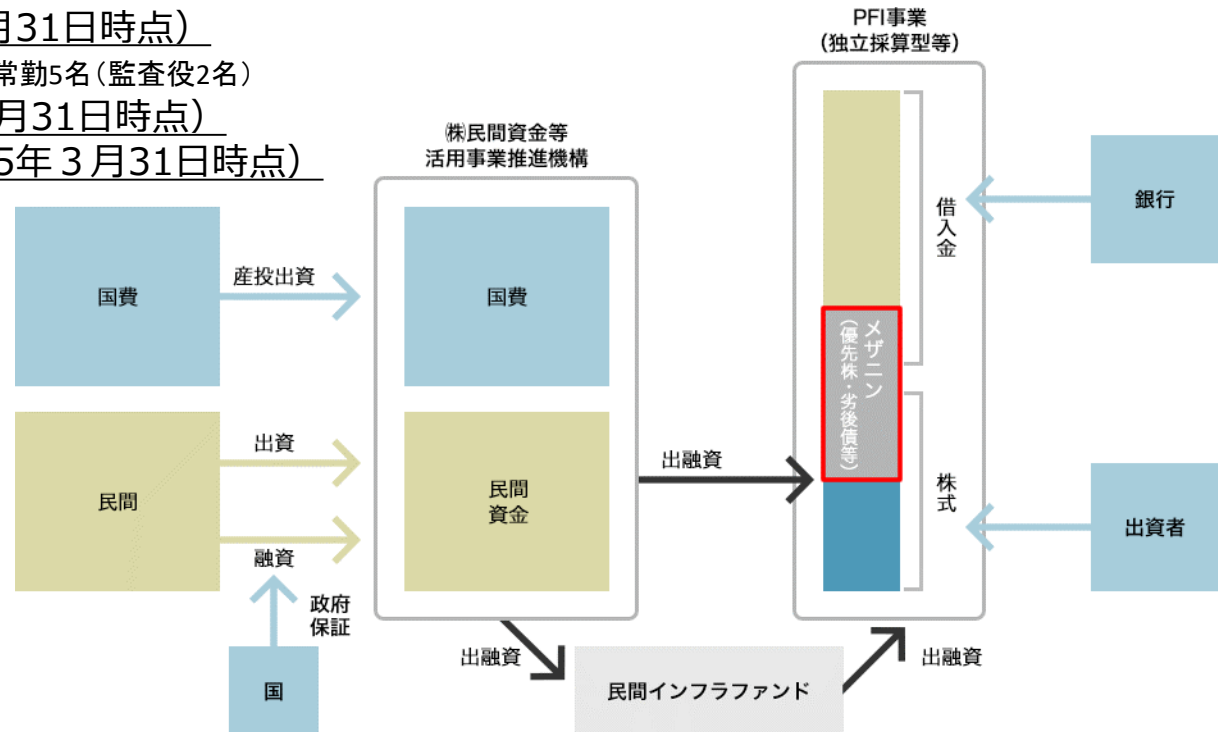 月31日時点）
常勤5名（監査役2名）
月31日時点）
5年３月31日時点）
PFI事業
（独立採算型等）
㈱民間資金等
活用事業推進機構
国費
産投出資
国費
民間
出資
融資
民間
資金
政府
保証
国
出融資
出融資
民間インフラファンド
出融資
メザニン
（優先株・劣後債等）
借入金
株式
銀行
出資者